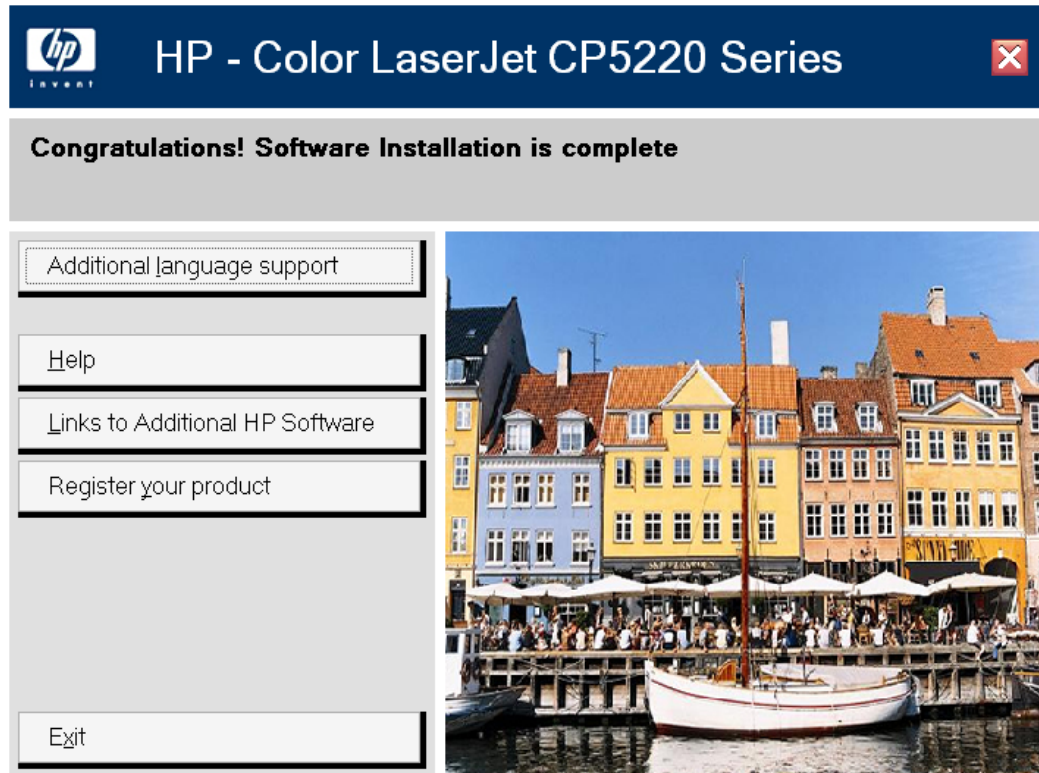 hp
invent
HP - Color LaserJet CP5220 Series
Congratulations! Software Installation is complete
Additional language support
Help
Links to Additional HP Software
Register your product
Exit